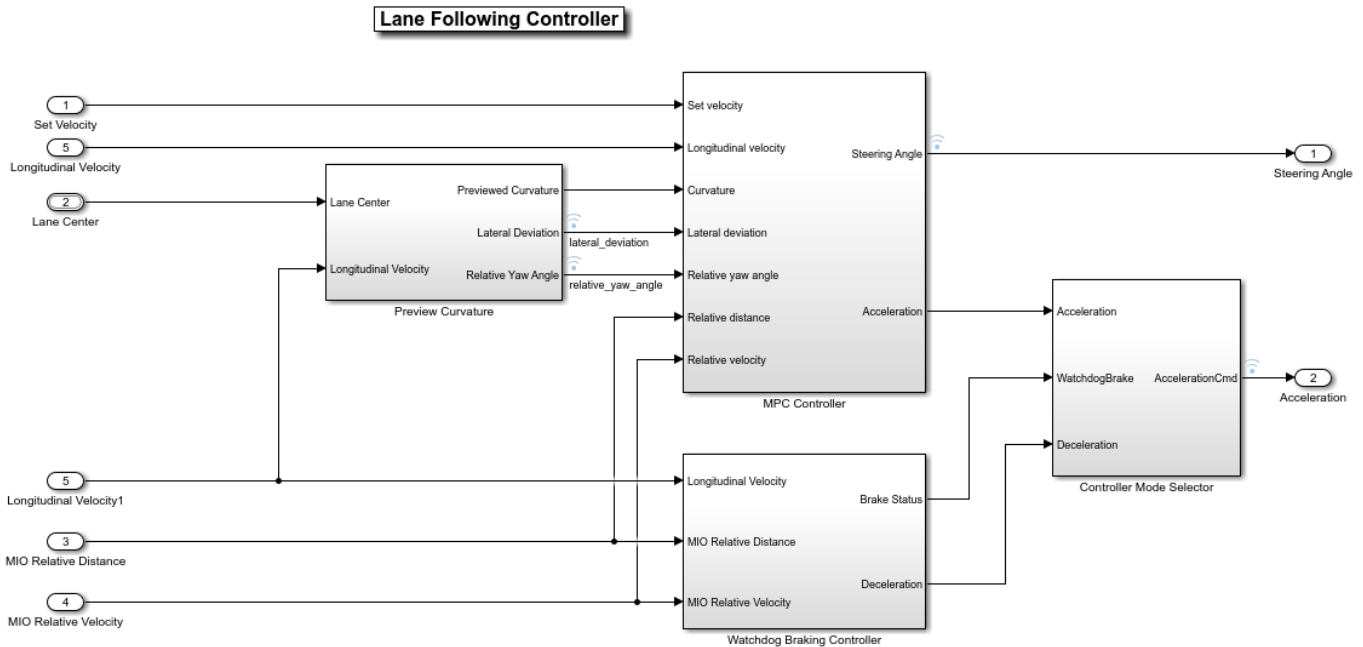 Lane Following Controller
1
Set Velocity
5
Longitudinal Velocity
2
Lane Center
Lane Center
Longitudinal Velocity
Previewed Curvature
Lateral Deviation
Relative Yaw Angle
Preview Curvature
lateral_deviation
relative_yaw_angle
Set velocity
Longitudinal velocity
Curvature
Lateral deviation
Relative yaw angle
Relative distance
Relative velocity
Steering Angle
Acceleration
MPC Controller
1
Steering Angle
Acceleration
WatchdogBrake
Deceleration
AccelerationCmd
Controller Mode Selector
2
Acceleration
5
Longitudinal Velocity1
3
MIO Relative Distance
4
MIO Relative Velocity
Longitudinal Velocity
MIO Relative Distance
MIO Relative Velocity
Brake Status
Deceleration
Watchdog Braking Controller